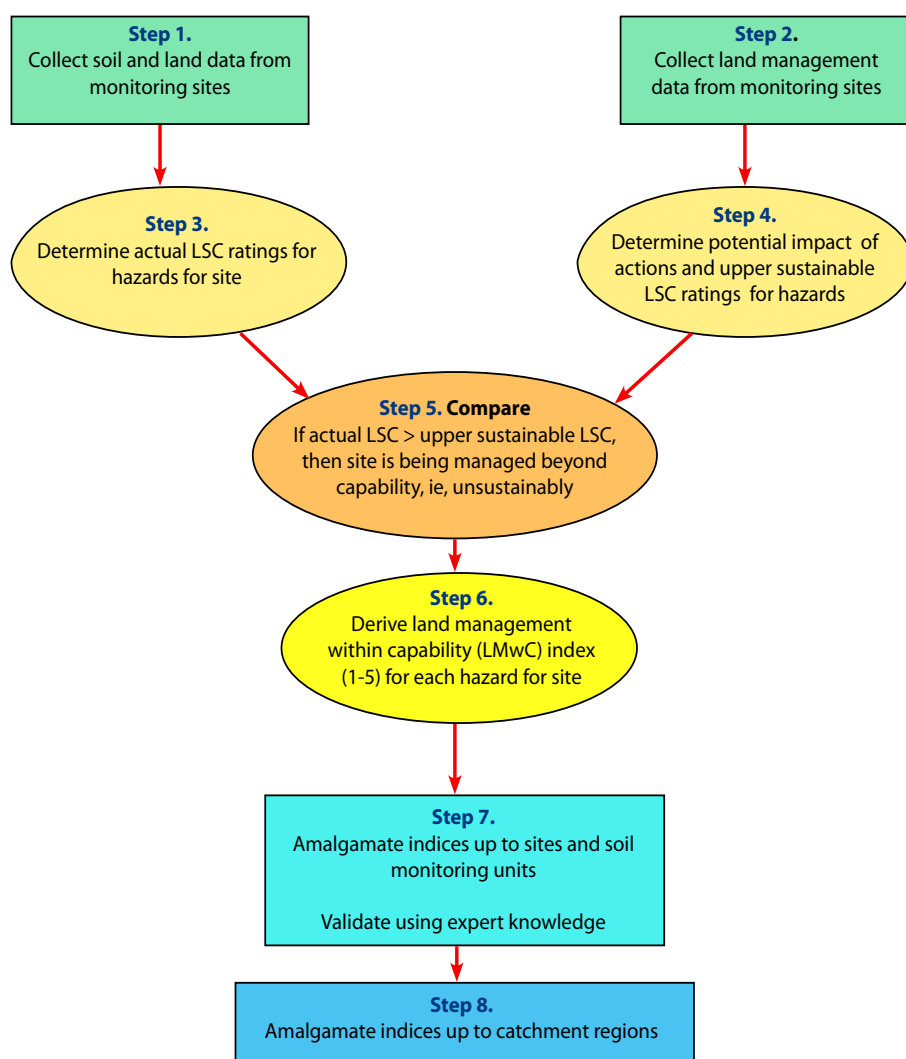 Step 1.
Collect soil and land data from
monitoring sites
Step 2.
Collect land management
data from monitoring sites
Step 3.
Determine actual LSC ratings for
hazards for site
Step 4.
Determine potential impact of
actions and upper sustainable
LSC ratings for hazards
Step 5. Compare
If actual LSC > upper sustainable LSC,
then site is being managed beyond
capability, ie, unsustainably
Step 6.
Derive land management
within capability (LMwC) index
(1-5) for each hazard for site
Step 7.
Amalgamate indices up to sites and soil
monitoring units
Validate using expert knowledge
Step 8.
Amalgamate indices up to catchment regions